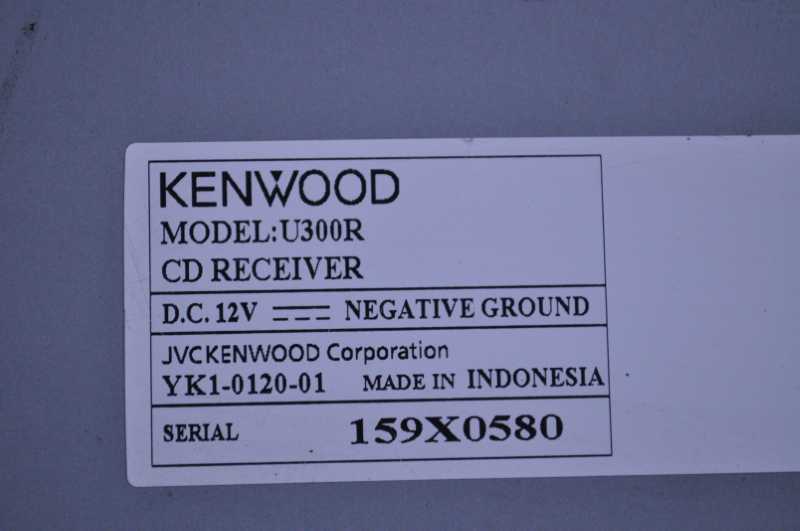 KENWOOD
MODEL:U300R
CD RECEIVER
D.C. 12V NEGATIVE GROUND
JVCKENWOOD Corporation
YK1-0120-01 MADE IN INDONESIA
SERIAL 159X0580